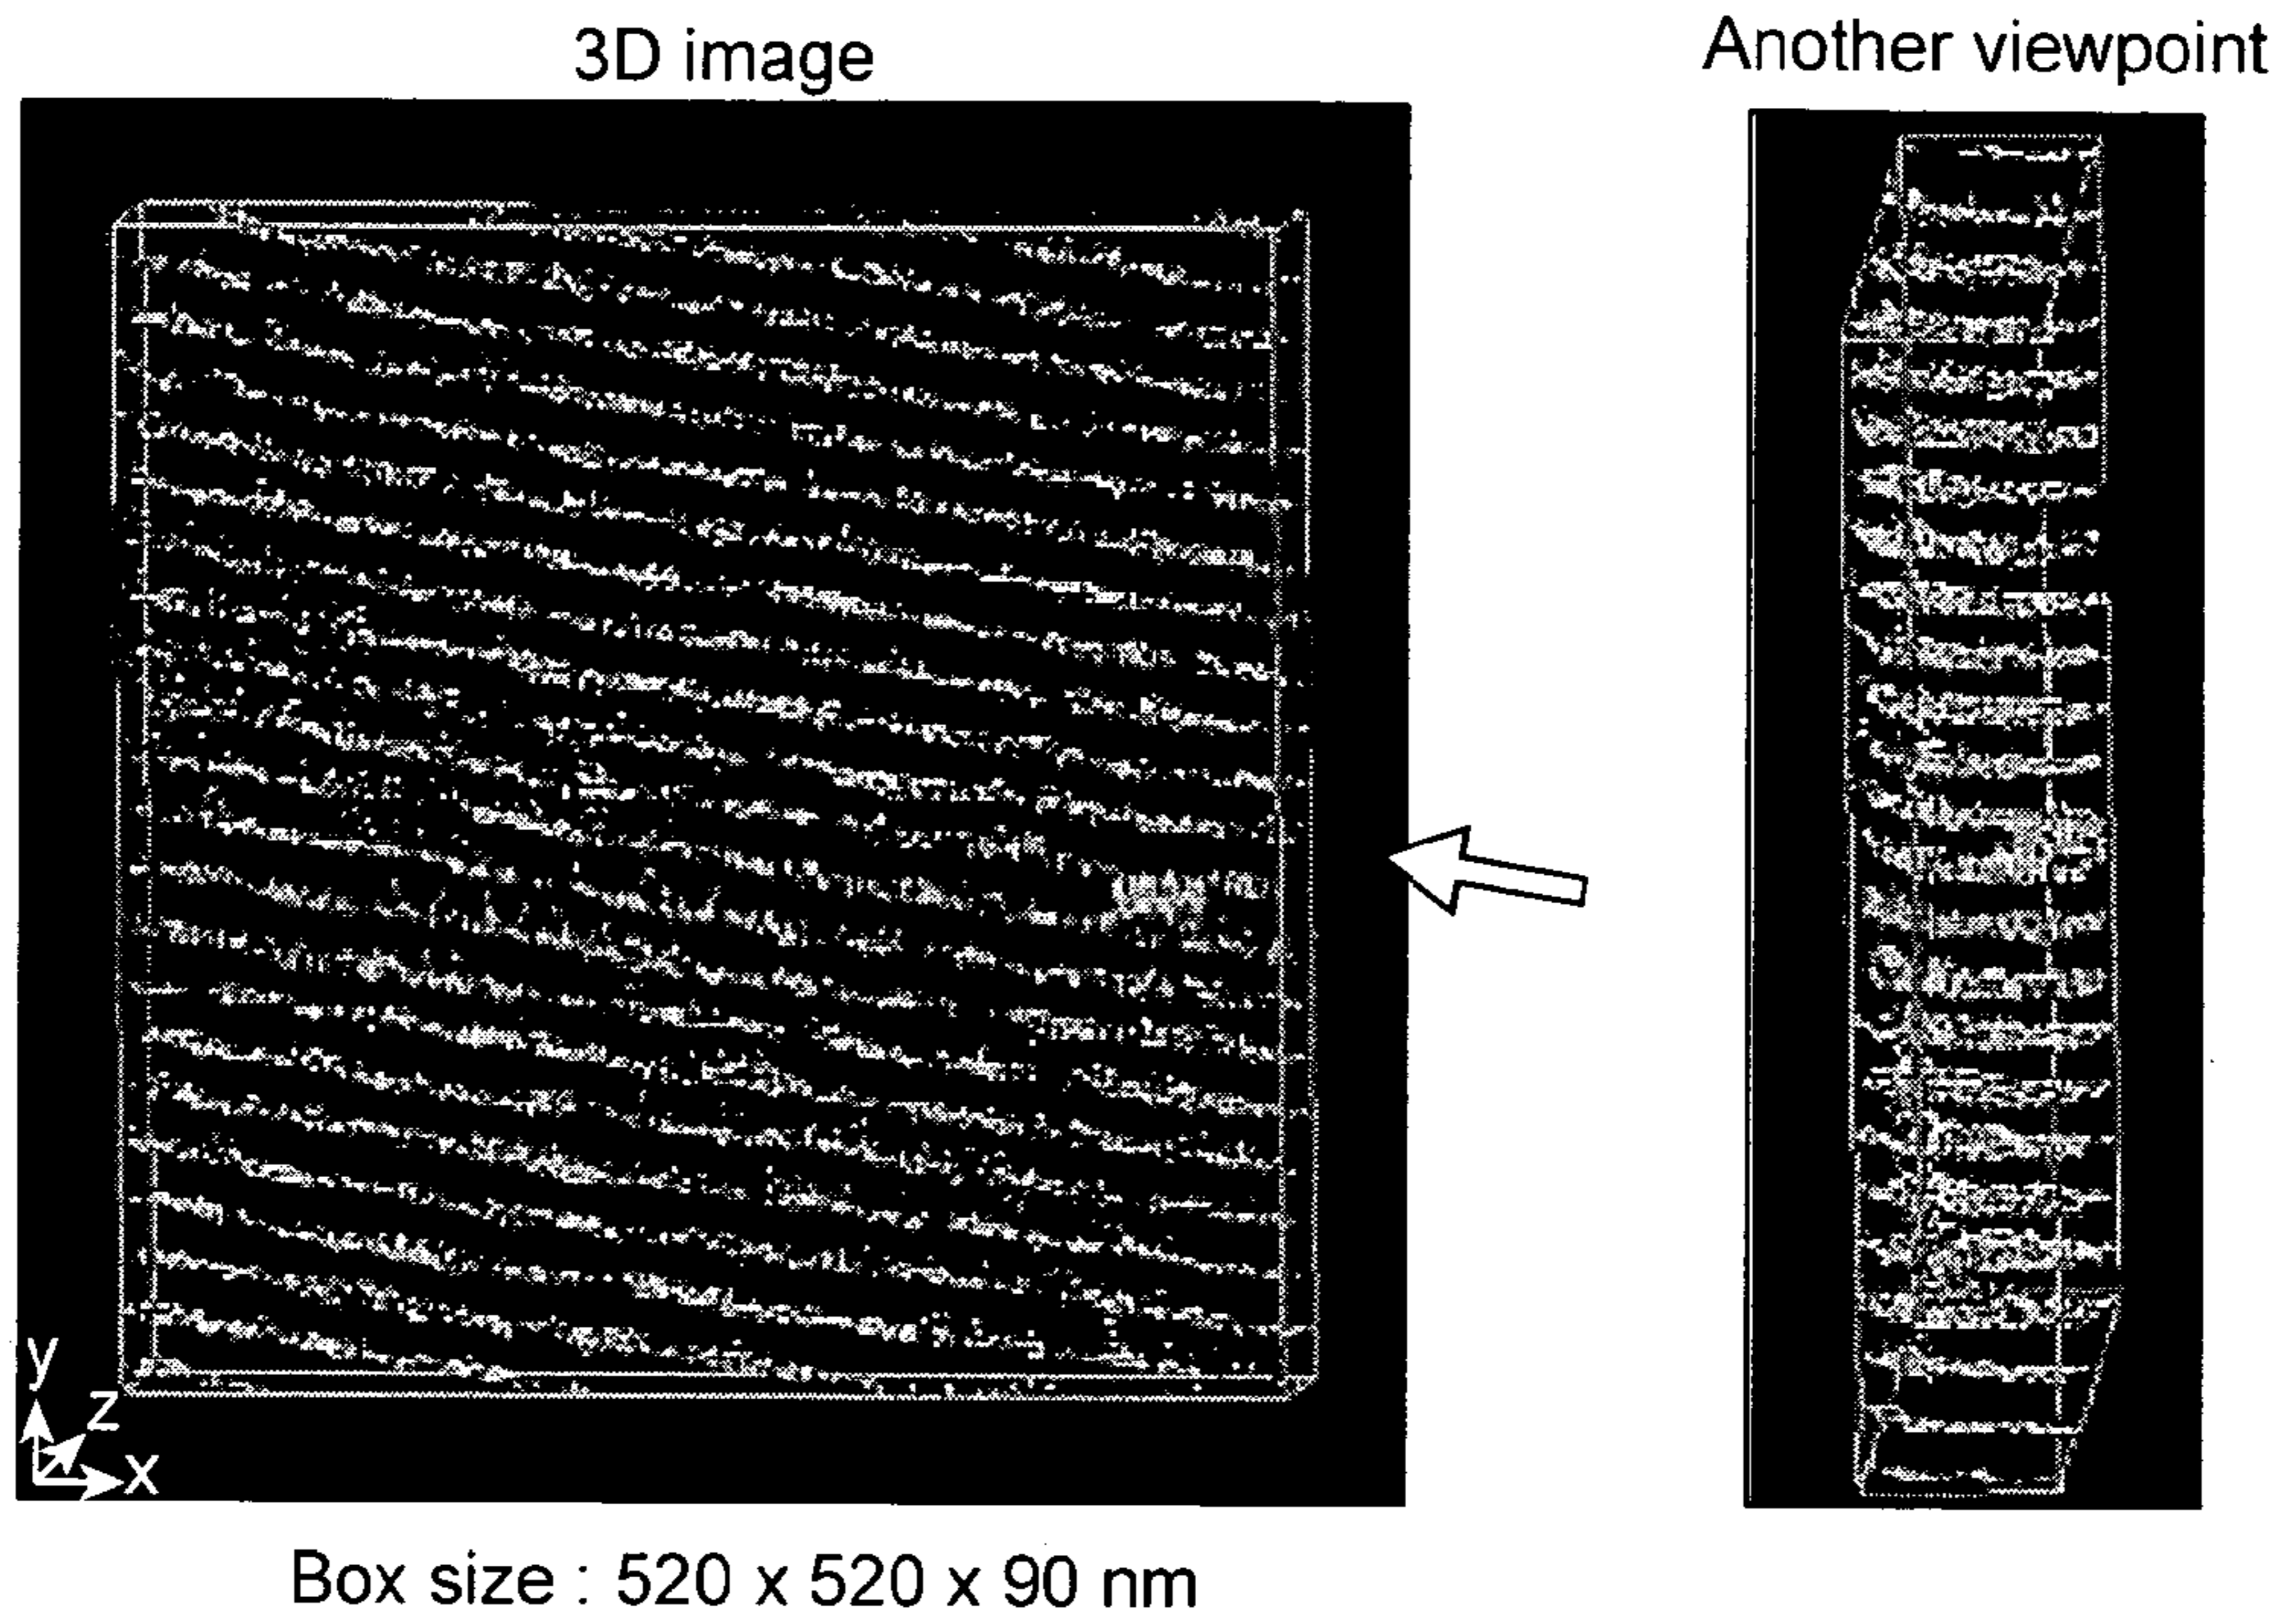 3D image
Another viewpoint
y
z
x
Box size : 520 x 520 x 90 nm